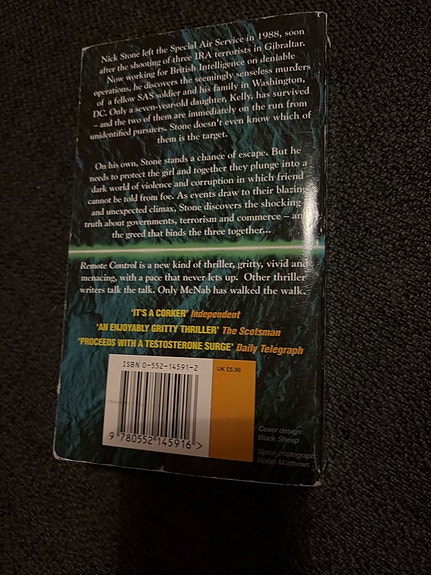 Nick Stone left the Special Air Service in 1988, soon
after the shooting of three IRA terrorists in Gibraltar.
Now working for British Intelligence on deniable
operations, he discovers the seemingly senseless murders
of a fellow SAS soldier and his family in Washington,
DC. Only a seven-year-old daughter, Kelly, has survived
– and the two of them are immediately on the run from
unidentified pursuers. Stone doesn't even know which of
them is the target.
On his own, Stone stands a chance of escape. But he
needs to protect the girl and together they plunge into a
dark world of violence and corruption in which friend
cannot be told from foe. As events draw to their blazing
and unexpected climax, Stone discovers the shocking
truth about governments, terrorism and commerce – and
the greed that binds the three together...
Remote Control is a new kind of thriller, gritty, vivid and
menacing, with a pace that never lets up. Other thriller
writers talk the talk. Only McNab has walked the walk.
'IT'S A CORKER' Independent
'AN ENJOYABLY GRITTY THRILLER' The Scotsman
'PROCEEDS WITH A TESTOSTERONE SURGE' Daily Telegraph
ISBN 0-552-14591-2
UK £5.99
9 780552 145916 >
Cover design:
Black Sheep
Spine photograph:
Robin Matthews